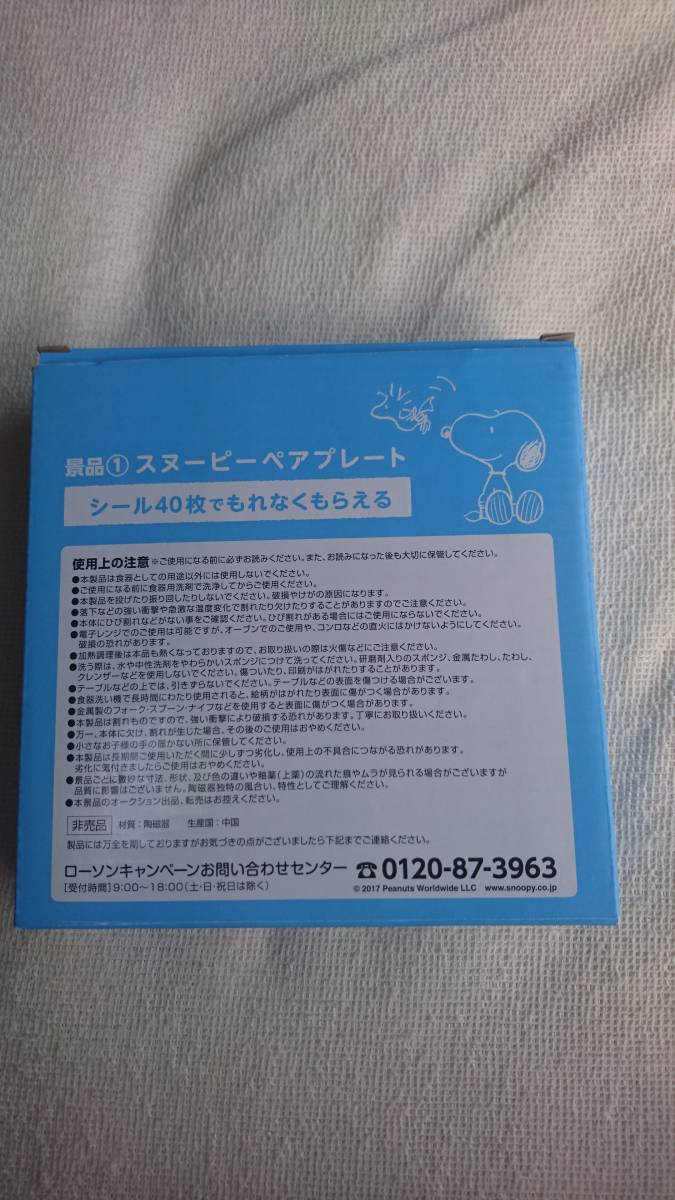 景品①スヌーピーペアプレート
シール40枚でもれなくもらえる
使用上の注意 ※ご使用になる前に必ずお読みください。また、お読みになった後も大切に保管してください。
●本製品は食器としての用途以外には使用しないでください。
●ご使用になる前に食器用洗剤で洗浄してからご使用ください。
●本製品を投げたり振り回したりしないでください。破損やけがの原因になります。
●落下などの強い衝撃や急激な温度変化で割れたり欠けたりすることがありますのでご注意ください。
●本体にひび割れなどがない事をご確認ください。ひび割れがある場合にはご使用にならないでください。
●電子レンジでのご使用は可能ですが、オーブンでのご使用や、コンロなどの直火にはかけないようにしてください。
破損の恐れがあります。
●加熱調理後は本品も熱くなっておりますので、お取り扱いの際は火傷などにご注意ください。
●洗う際は、水や中性洗剤をやわらかいスポンジにつけて洗ってください。研磨剤入りのスポンジ、金属たわし、たわし、
クレンザーなどを使用しないでください。傷ついたり、印刷がはがれたりすることがあります。
●テーブルなどの上では、引きずらないでください。テーブルなどの表面を傷つける場合がございます。
●食器洗い機で長時間にわたり使用されると、絵柄がはがれたり表面に傷がつく場合があります。
●金属製のフォーク・スプーン・ナイフなどを使用すると表面に傷がつく場合があります。
●本製品は割れものですので、強い衝撃により破損する恐れがあります。丁寧にお取り扱いください。
●万一、本体に欠け、割れが生じた場合、その後のご使用はおやめください。
●小さなお子様の手の届かない所に保管してください。
●本製品は長期間ご使用いただく間に少しずつ劣化し、使用上の不具合につながる恐れがあります。
劣化に気付きましたらご使用はおやめください。
●景品ごとに微妙な寸法、形状、及び色の違いや釉薬(上薬)の流れた痕やムラが見られる場合がございますが
品質に影響はございません。陶磁器独特の風合い、特性としてご理解ください。
●本景品のオークション出品、転売はお控えください。
非売品 材質：陶磁器 生産国：中国
製品には万全を期しておりますがお気づきの点がございましたら下記までご連絡ください。
ローソンキャンペーンお問い合わせセンター ☎0120-87-3963
[受付時間]9:00～18:00(土・日・祝日は除く) © 2017 Peanuts Worldwide LLC www.snoopy.co.jp